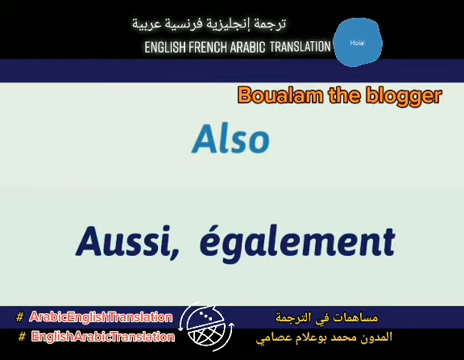 ترجمة إنجليزية فرنسية عربية
ENGLISH FRENCH ARABIC TRANSLATION
Hola!
Boualam the blogger
Also
Aussi, également
# ArabicEnglishTranslation
# EnglishArabicTranslation
مساهمات في الترجمة
المدون محمد بوعلام عصامي